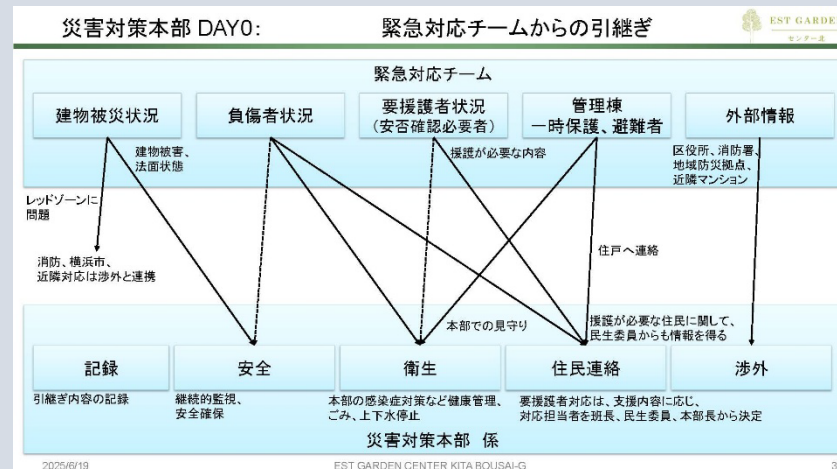 災害対策本部 DAY0: 緊急対応チームからの引継ぎ
EST GARDE
センター北
緊急対応チーム
建物被災状況
負傷者状況
要援護者状況
(安否確認必要者)
管理棟
一時保護、避難者
外部情報
建物被害、
法面状態
援護が必要な内容
区役所、消防署、
地域防災拠点、
近隣マンション
レッドゾーンに
問題
消防、横浜市、
近隣対応は渉外と連携
住戸へ連絡
本部での見守り
援護が必要な住民に関して、
民生委員からも情報を得る
記録
安全
衛生
住民連絡
渉外
引継ぎ内容の記録
継続的監視、
安全確保
本部の感染症対策など健康管理、
ごみ、上下水停止
要援護者対応は、支援内容に応じ、
対応担当者を班長、民生委員、本部長から決定
災害対策本部 係
2025/6/19
EST GARDEN CENTER KITA BOUSAI-G
3